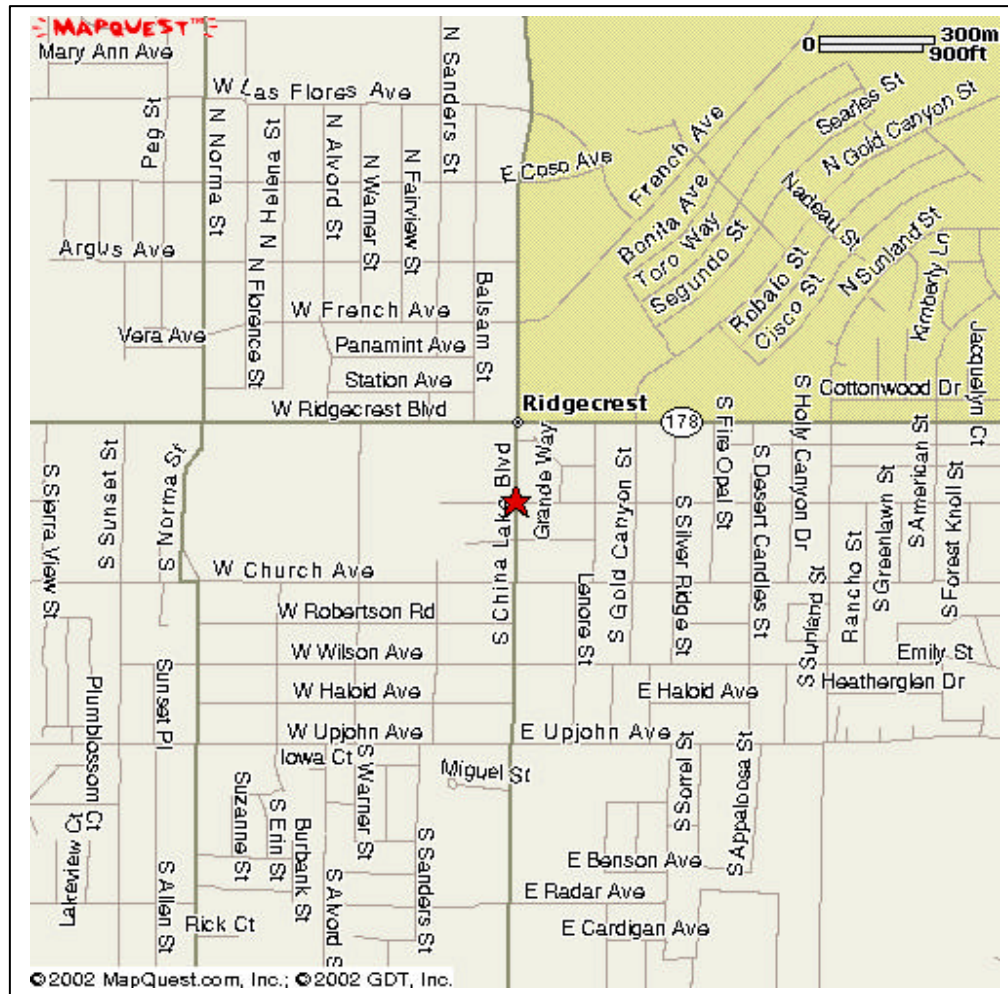 MAPQUEST™
0 300m
900ft
Mary Ann Ave
W Las Flores Ave
Peg St
N Norma St
N Helena St
N Alvord St
N Warner St
N Fairview St
N Sanders St
E Coso Ave
French Ave
Searles St
N Gold Canyon St
Bonita Ave
Toro Way
Segundo St
Nadeau St
Robalo St
Cisco St
N Sunland St
Kimberly Ln
Jacquelyn Ct
Argus Ave
N Florence St
W French Ave
Balsam St
Vera Ave
Panamint Ave
Station Ave
W Ridgecrest Blvd
Ridgecrest
178
Cottonwood Dr
S Sierra View St
S Sunset St
S Norma St
S China Lake Blvd
Grande Way
S Gold Canyon St
S Silver Ridge St
S Fire Opal St
S Desert Candles St
S Holly Canyon Dr
Rancho St
S Greenlawn St
S American St
S Forest Knoll St
W Church Ave
W Robertson Rd
Lenore St
S Sunland St
W Wilson Ave
Emily St
W Haloid Ave
E Haloid Ave
Heatherglen Dr
Plumblossom Ct
Sunset Pl
W Upjohn Ave
E Upjohn Ave
Iowa Ct
S Warner St
Miguel St
S Sorrel St
S Appaloosa St
Suzanne St
S Erin St
Burbank St
S Alvord S
S Sanders St
Lakeview Ct
S Allen St
E Benson Ave
E Radar Ave
Rick Ct
E Cardigan Ave
©2002 MapQuest.com, Inc.; ©2002 GDT, Inc.